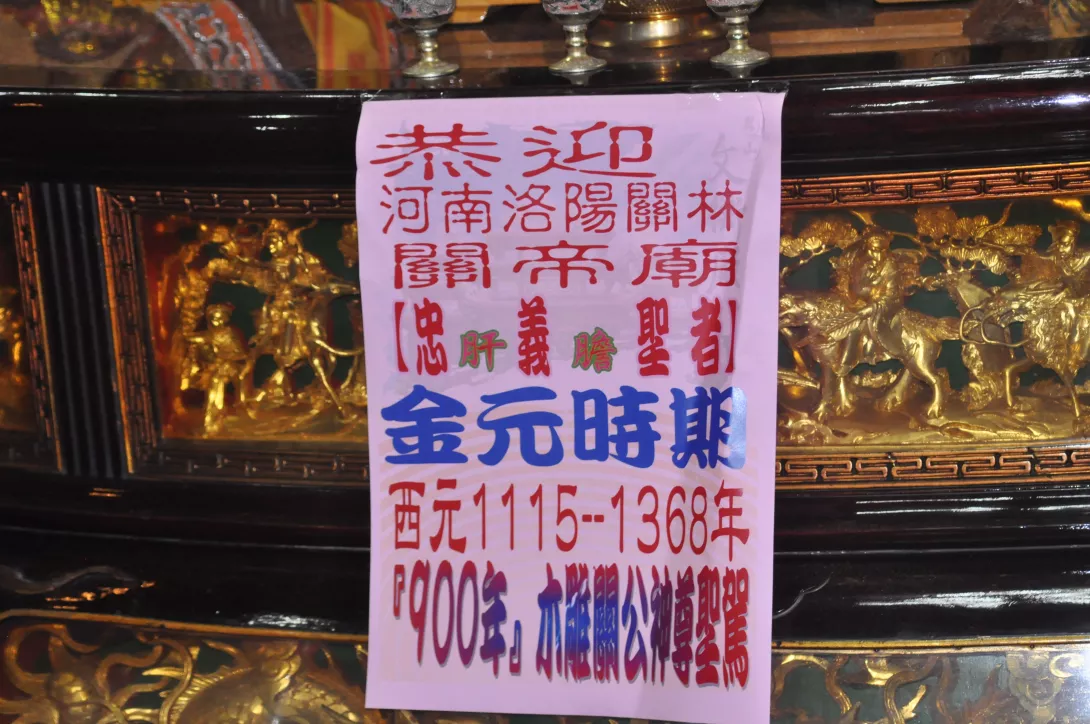 恭迎
河南洛陽關林
關帝廟
【忠肝義膽聖者】
金元時期
西元1115--1368年
『900年』木雕關公神尊聖駕